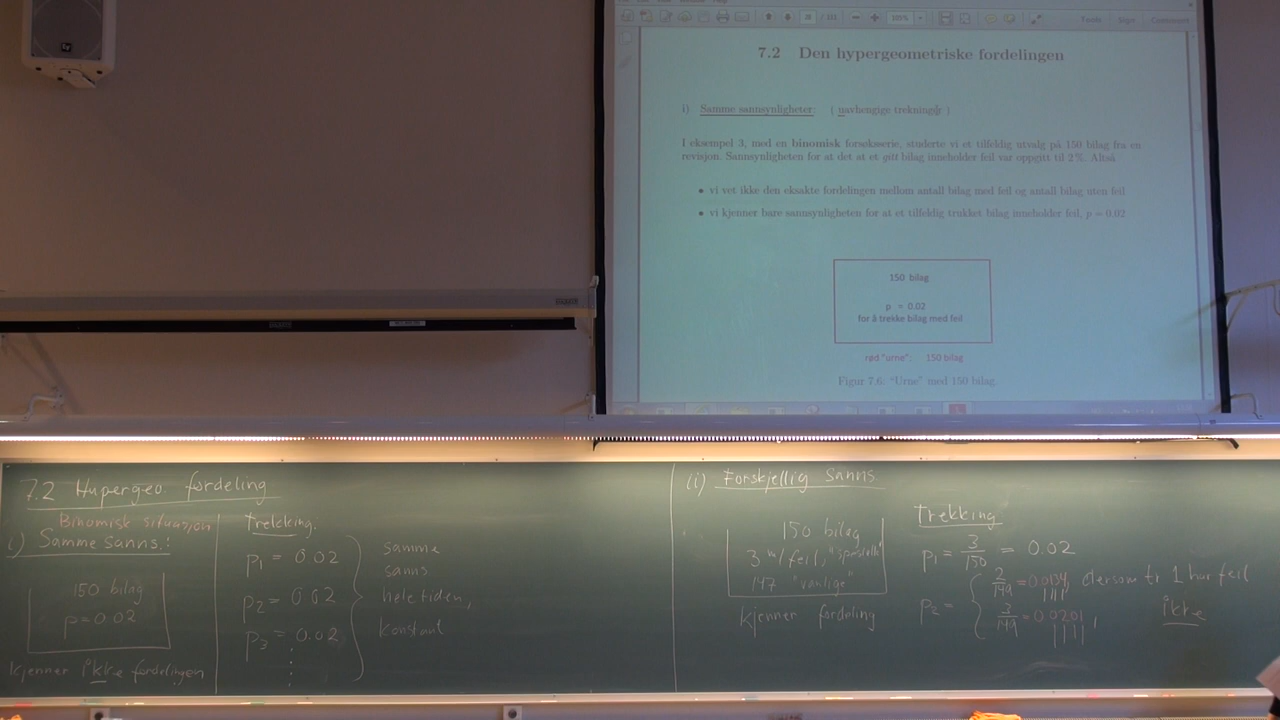 Tools Sign Comment
105%
7.2 Den hypergeometriske fordelingen
i) Samme sannsynligheter: ( uavhengige trekninger )
I eksempel 3, med en binomisk forsøksserie, studerte vi et tilfeldig utvalg på 150 bilag fra en
revisjon. Sannsynligheten for at det at et gitt bilag inneholder feil var oppgitt til 2 %. Altså
• vi vet ikke den eksakte fordelingen mellom antall bilag med feil og antall bilag uten feil
• vi kjenner bare sannsynligheten for at et tilfeldig trukket bilag inneholder feil, p = 0.02
150 bilag
p = 0.02
for å trekke bilag med feil
rød "urne": 150 bilag
Figur 7.6: "Urne" med 150 bilag.
7.2 Hypergeo. fordeling
Binomisk situasjon
i) Samme sanns.:
150 bilag
p=0.02
kjenner ikke fordelingen
Trekking.
p1 = 0.02
p2 = 0.02
p3 = 0.02
samme
sanns
hele tiden,
konstant
(i) Forskjellig sanns.
150 bilag
3 m/feil, "spesielle"
147 "vanlige"
kjenner fordeling
Trekking
p1 = 3/150 = 0.02
p2 = 2/149 = 0.0134, dersom tr 1 har feil
3/149 = 0.0201, ikke